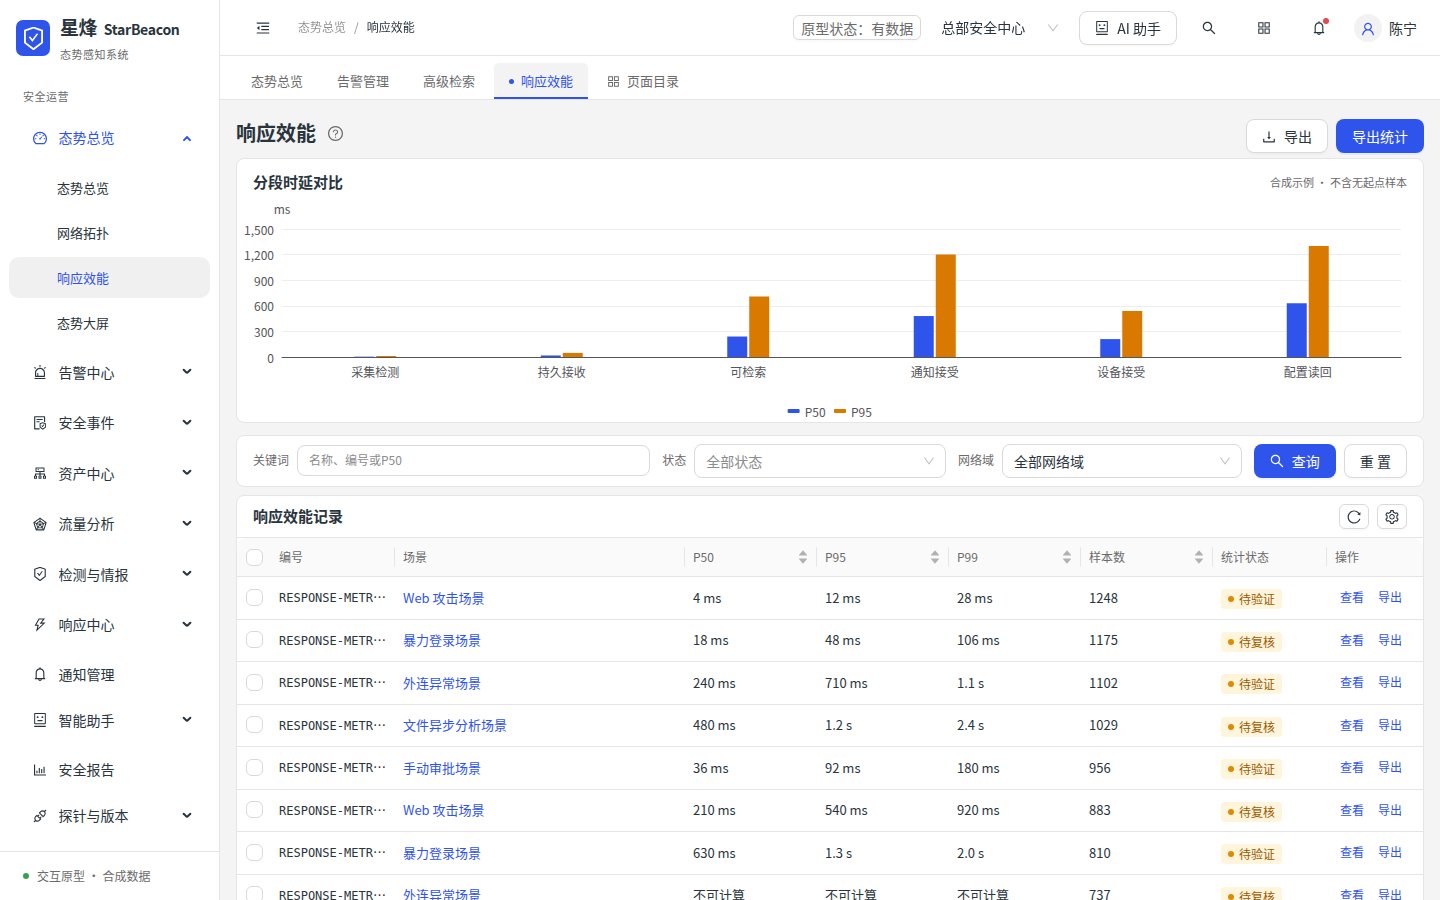 星烽 StarBeacon
态势感知系统
安全运营
态势总览
态势总览
网络拓扑
响应效能
态势大屏
告警中心
安全事件
资产中心
流量分析
检测与情报
响应中心
通知管理
智能助手
安全报告
探针与版本
交互原型 · 合成数据
态势总览 / 响应效能
原型状态：有数据
总部安全中心
AI 助手
陈宁
态势总览 告警管理 高级检索 响应效能 页面目录
响应效能
导出 导出统计
分段时延对比
合成示例 · 不含无起点样本
ms
1,500
1,200
900
600
300
0
采集检测 持久接收 可检索 通知接受 设备接受 配置读回
P50 P95
关键词 名称、编号或P50 状态 全部状态 网络域 全部网络域 查询 重 置
响应效能记录
编号 场景 P50 P95 P99 样本数 统计状态 操作
RESPONSE-METR··· Web 攻击场景 4 ms 12 ms 28 ms 1248 待验证 查看 导出
RESPONSE-METR··· 暴力登录场景 18 ms 48 ms 106 ms 1175 待复核 查看 导出
RESPONSE-METR··· 外连异常场景 240 ms 710 ms 1.1 s 1102 待验证 查看 导出
RESPONSE-METR··· 文件异步分析场景 480 ms 1.2 s 2.4 s 1029 待复核 查看 导出
RESPONSE-METR··· 手动审批场景 36 ms 92 ms 180 ms 956 待验证 查看 导出
RESPONSE-METR··· Web 攻击场景 210 ms 540 ms 920 ms 883 待复核 查看 导出
RESPONSE-METR··· 暴力登录场景 630 ms 1.3 s 2.0 s 810 待验证 查看 导出
RESPONSE-METR··· 外连异常场景 不可计算 不可计算 不可计算 737 待复核 查看 导出